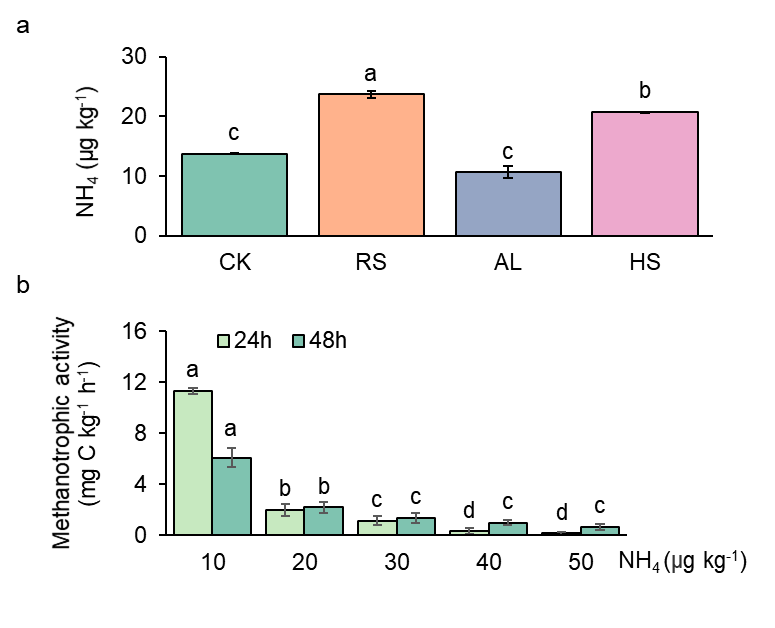 a
NH₄ (µg kg⁻¹)
30
20
10
0
c
a
c
b
CK RS AL HS
b
Methanotrophic activity
(mg C kg⁻¹ h⁻¹)
16
12
8
4
0
24h 48h
a
a
b b
c c
d c
d c
10 20 30 40 50 NH₄ (µg kg⁻¹)